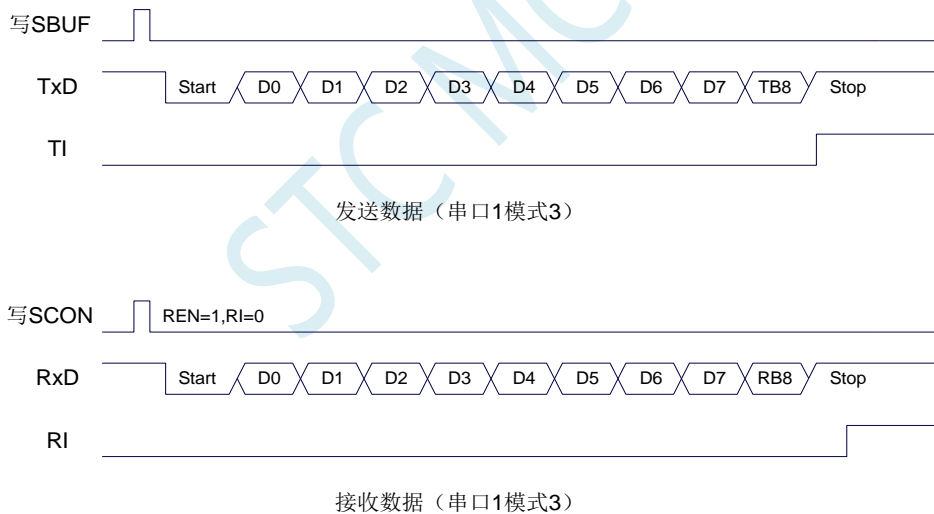 写SBUF
TxD Start D0 D1 D2 D3 D4 D5 D6 D7 TB8 Stop
TI
发送数据（串口1模式3）
写SCON REN=1,RI=0
RxD Start D0 D1 D2 D3 D4 D5 D6 D7 RB8 Stop
RI
接收数据（串口1模式3）
STC MC